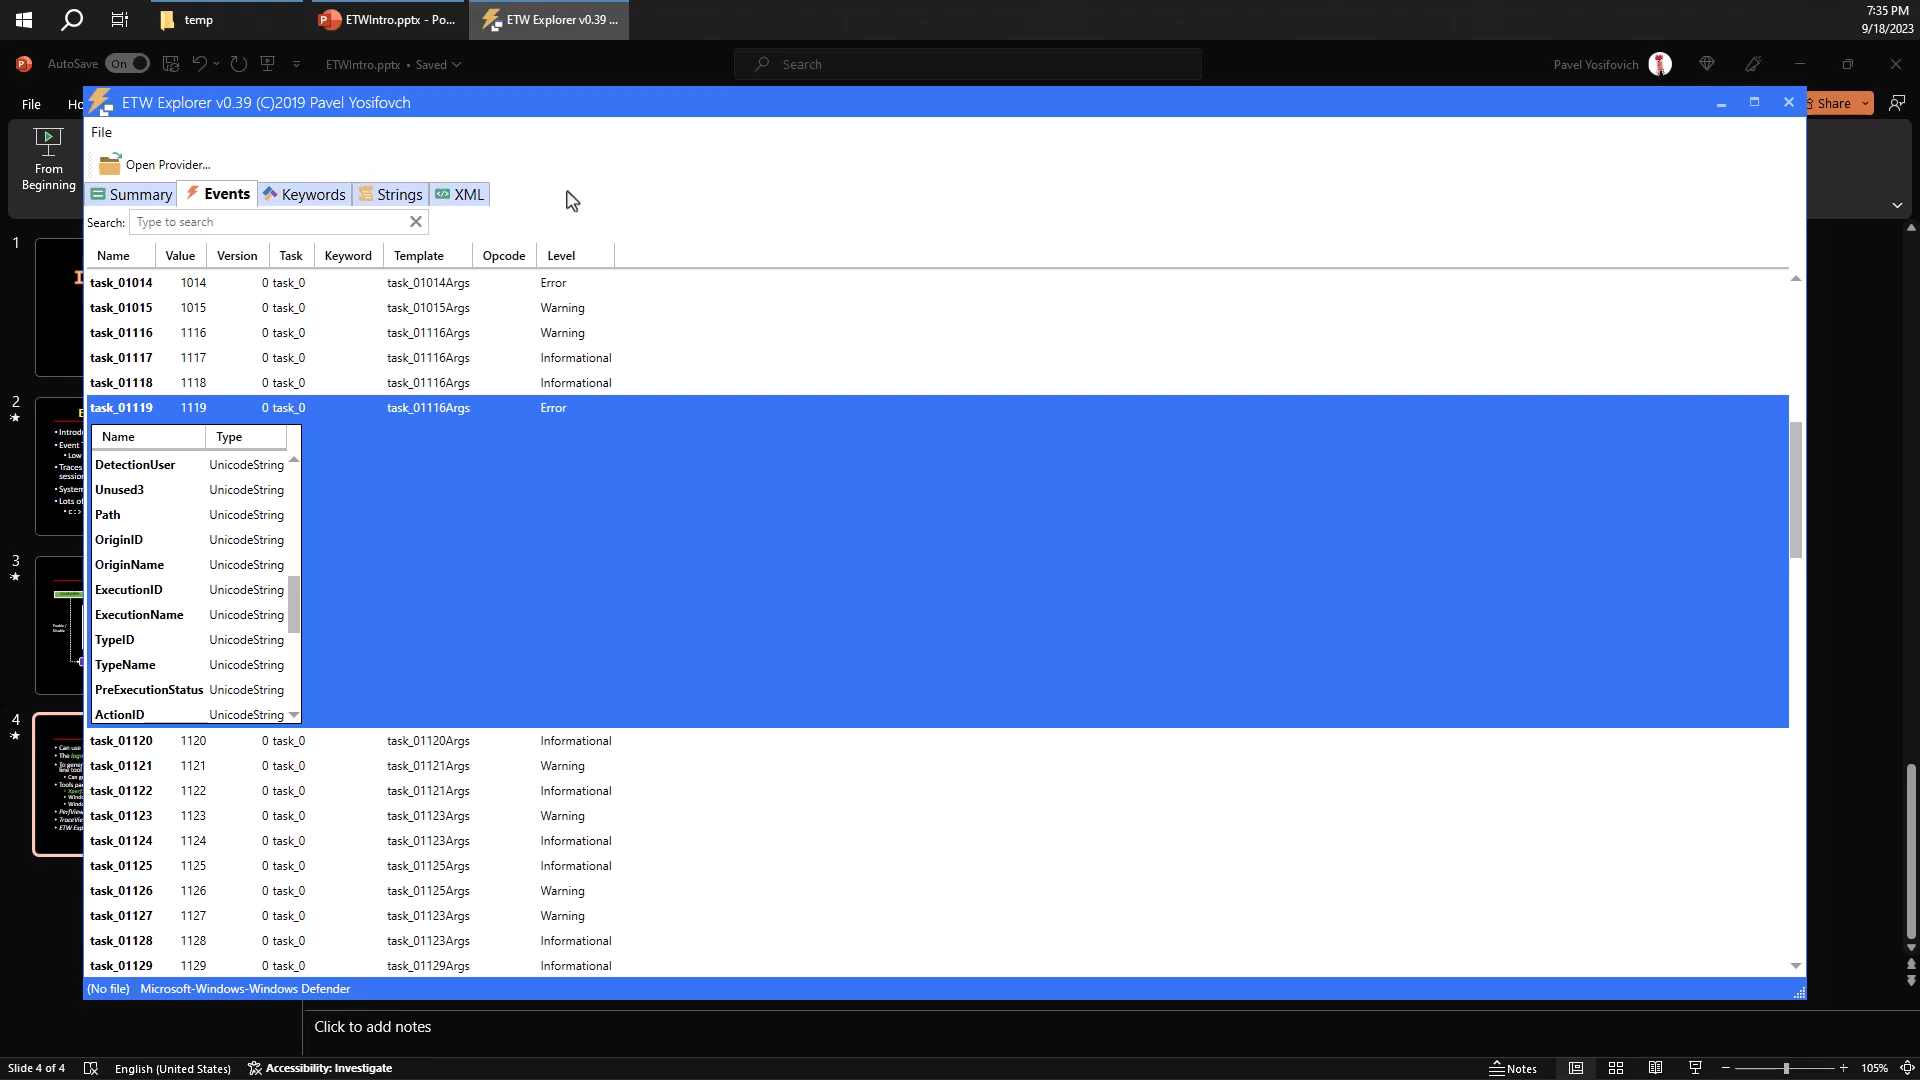 temp
ETWIntro.pptx - Po...
ETW Explorer v0.39 ...
7:35 PM
9/18/2023
AutoSave On
ETWIntro.pptx • Saved
Search
Pavel Yosifovich
File
Share
From
Beginning
ETW Explorer v0.39 (C)2019 Pavel Yosifovch
File
Open Provider...
Summary Events Keywords Strings XML
Search: Type to search
Name Value Version Task Keyword Template Opcode Level
task_01014 1014 0 task_0 task_01014Args Error
task_01015 1015 0 task_0 task_01015Args Warning
task_01116 1116 0 task_0 task_01116Args Warning
task_01117 1117 0 task_0 task_01116Args Informational
task_01118 1118 0 task_0 task_01116Args Informational
task_01119 1119 0 task_0 task_01116Args Error
Name Type
DetectionUser UnicodeString
Unused3 UnicodeString
Path UnicodeString
OriginID UnicodeString
OriginName UnicodeString
ExecutionID UnicodeString
ExecutionName UnicodeString
TypeID UnicodeString
TypeName UnicodeString
PreExecutionStatus UnicodeString
ActionID UnicodeString
task_01120 1120 0 task_0 task_01120Args Informational
task_01121 1121 0 task_0 task_01121Args Warning
task_01122 1122 0 task_0 task_01121Args Informational
task_01123 1123 0 task_0 task_01123Args Warning
task_01124 1124 0 task_0 task_01123Args Informational
task_01125 1125 0 task_0 task_01125Args Informational
task_01126 1126 0 task_0 task_01125Args Warning
task_01127 1127 0 task_0 task_01123Args Warning
task_01128 1128 0 task_0 task_01123Args Informational
task_01129 1129 0 task_0 task_01129Args Informational
(No file) Microsoft-Windows-Windows Defender
1
2
3
4
Click to add notes
Slide 4 of 4 English (United States) Accessibility: Investigate Notes 105%